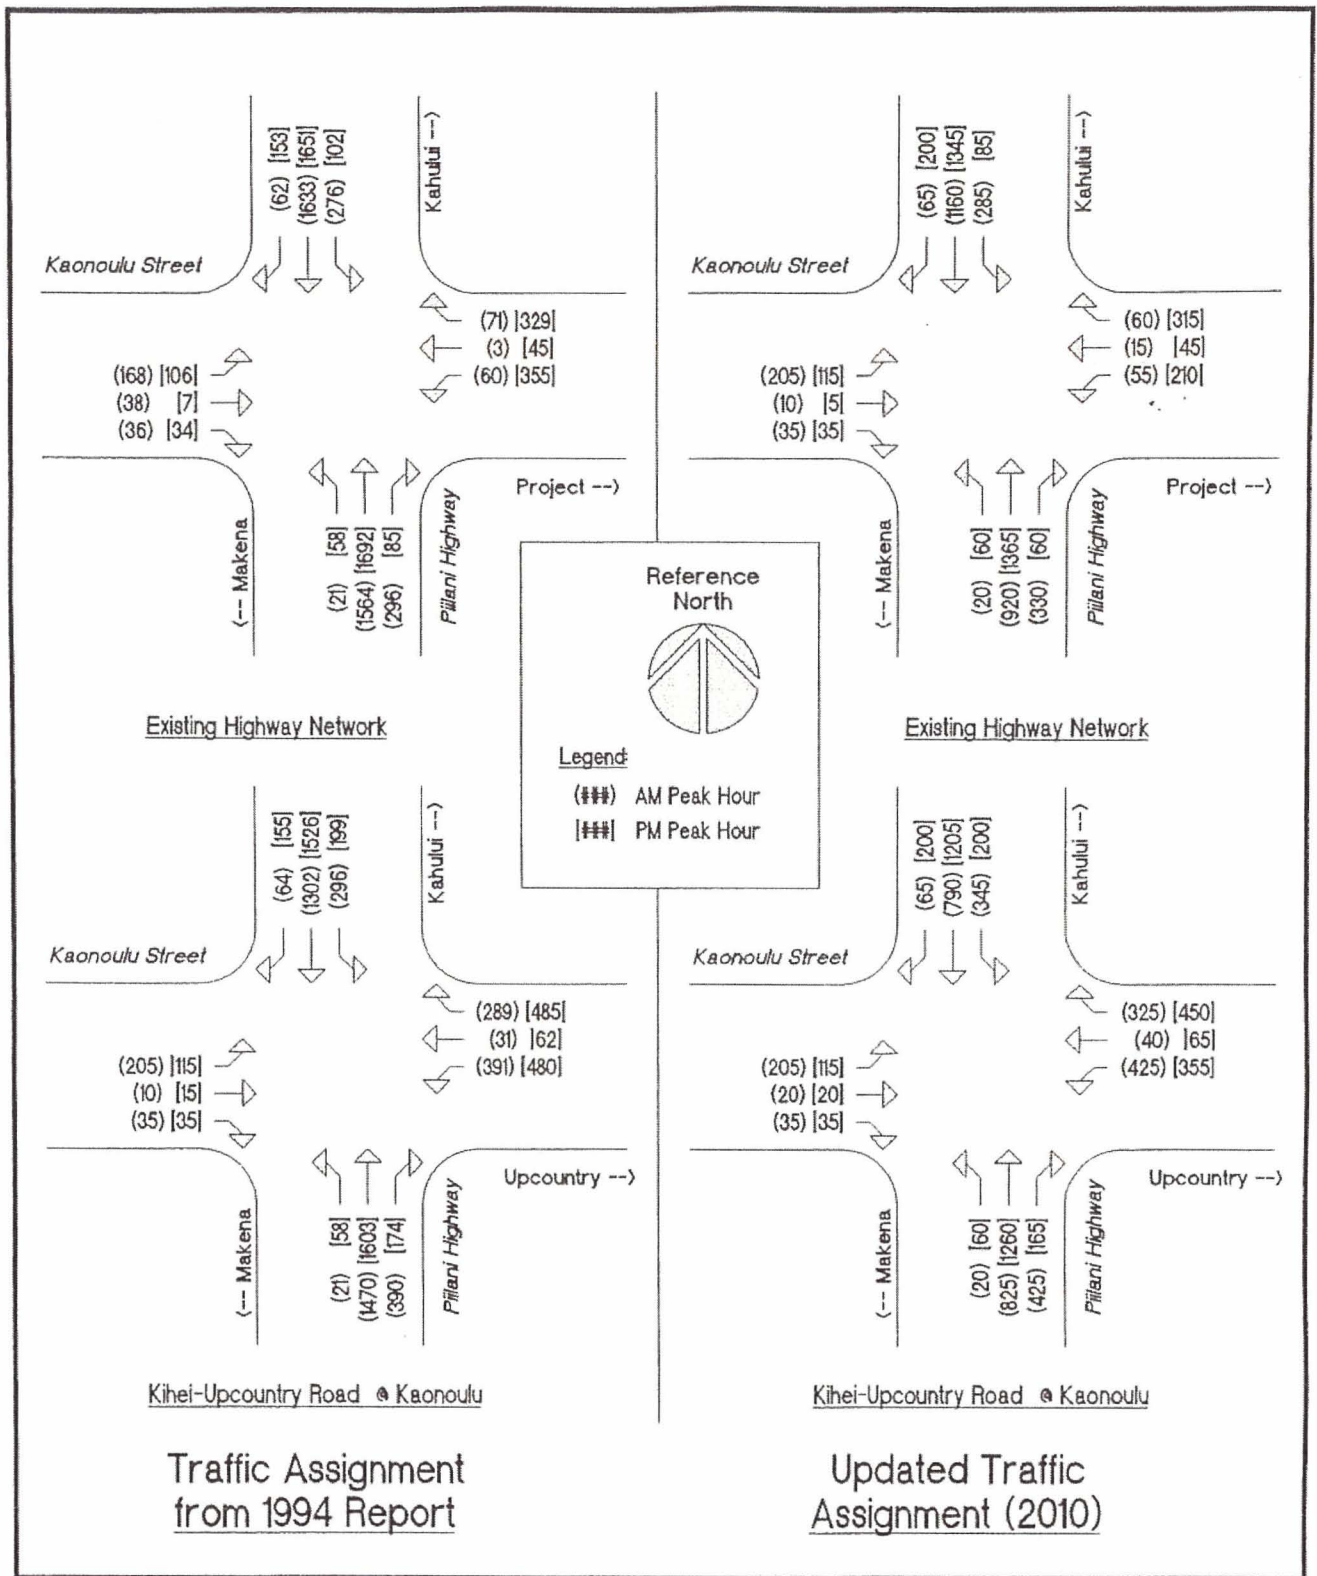 (62) [153]
(1633) [1651]
(276) [102]
Kahului -->
Kaonoulu Street
(71) [329]
(3) [45]
(60) [355]
(168) [106]
(38) [7]
(36) [34]
Project -->
<-- Makena
(21) [58]
(1564) [1692]
(296) [85]
Piilani Highway
Existing Highway Network
(65) [200]
(1160) [1345]
(285) [85]
Kahului -->
Kaonoulu Street
(60) [315]
(15) [45]
(55) [210]
(205) [115]
(10) [5]
(35) [35]
Project -->
<-- Makena
(20) [60]
(920) [1365]
(330) [60]
Piilani Highway
Existing Highway Network
Reference
North
Legend:
(###) AM Peak Hour
[###] PM Peak Hour
(64) [155]
(1302) [1526]
(296) [199]
Kahului -->
Kaonoulu Street
(289) [485]
(31) [62]
(391) [480]
(205) [115]
(10) [15]
(35) [35]
Upcountry -->
<-- Makena
(21) [58]
(1470) [1603]
(390) [174]
Piilani Highway
Kihei-Upcountry Road @ Kaonoulu
Traffic Assignment
from 1994 Report
(65) [200]
(790) [1205]
(345) [200]
Kahului -->
Kaonoulu Street
(325) [450]
(40) [65]
(425) [355]
(205) [115]
(20) [20]
(35) [35]
Upcountry -->
<-- Makena
(20) [60]
(825) [1260]
(425) [165]
Piilani Highway
Kihei-Upcountry Road @ Kaonoulu
Updated Traffic
Assignment (2010)